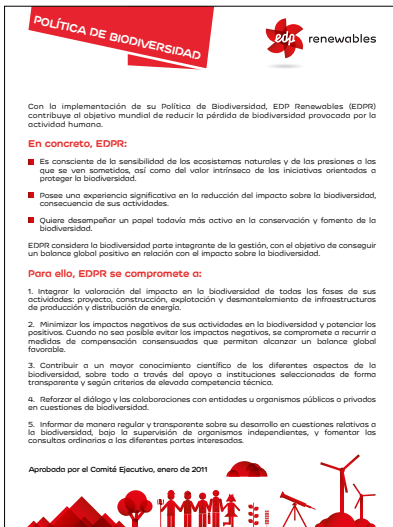 POLÍTICA DE BIODIVERSIDAD
edp renewables
Con la implementación de su Política de Biodiversidad, EDP Renewables (EDPR)
contribuye al objetivo mundial de reducir la pérdida de biodiversidad provocada por la
actividad humana.
En concreto, EDPR:
Es consciente de la sensibilidad de los ecosistemas naturales y de las presiones a las
que se ven sometidos, así como del valor intrínseco de las iniciativas orientadas a
proteger la biodiversidad.
Posee una experiencia significativa en la reducción del impacto sobre la biodiversidad,
consecuencia de sus actividades.
Quiere desempeñar un papel todavía más activo en la conservación y fomento de la
biodiversidad.
EDPR considera la biodiversidad parte integrante de la gestión, con el objetivo de conseguir
un balance global positivo en relación con el impacto sobre la biodiversidad.
Para ello, EDPR se compromete a:
1. Integrar la valoración del impacto en la biodiversidad de todas las fases de sus
actividades: proyecto, construcción, explotación y desmantelamiento de infraestructuras
de producción y distribución de energía.
2. Minimizar los impactos negativos de sus actividades en la biodiversidad y potenciar los
positivos. Cuando no sea posible evitar los impactos negativos, se compromete a recurrir a
medidas de compensación consensuadas que permitan alcanzar un balance global
favorable.
3. Contribuir a un mayor conocimiento científico de los diferentes aspectos de la
biodiversidad, sobre todo a través del apoyo a instituciones seleccionadas de forma
transparente y según criterios de elevada competencia técnica.
4. Reforzar el diálogo y las colaboraciones con entidades u organismos públicos o privados
en cuestiones de biodiversidad.
5. Informar de manera regular y transparente sobre su desarrollo en cuestiones relativas a
la biodiversidad, bajo la supervisión de organismos independientes, y fomentar las
consultas ordinarias a las diferentes partes interesadas.
Aprobada por el Comité Ejecutivo, enero de 2011